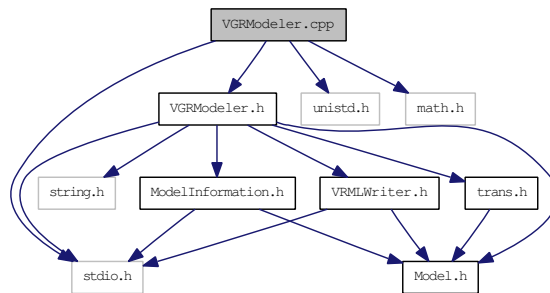 VGRModeler.cpp
VGRModeler.h
unistd.h
math.h
string.h
ModelInformation.h
VRMLWriter.h
trans.h
stdio.h
Model.h